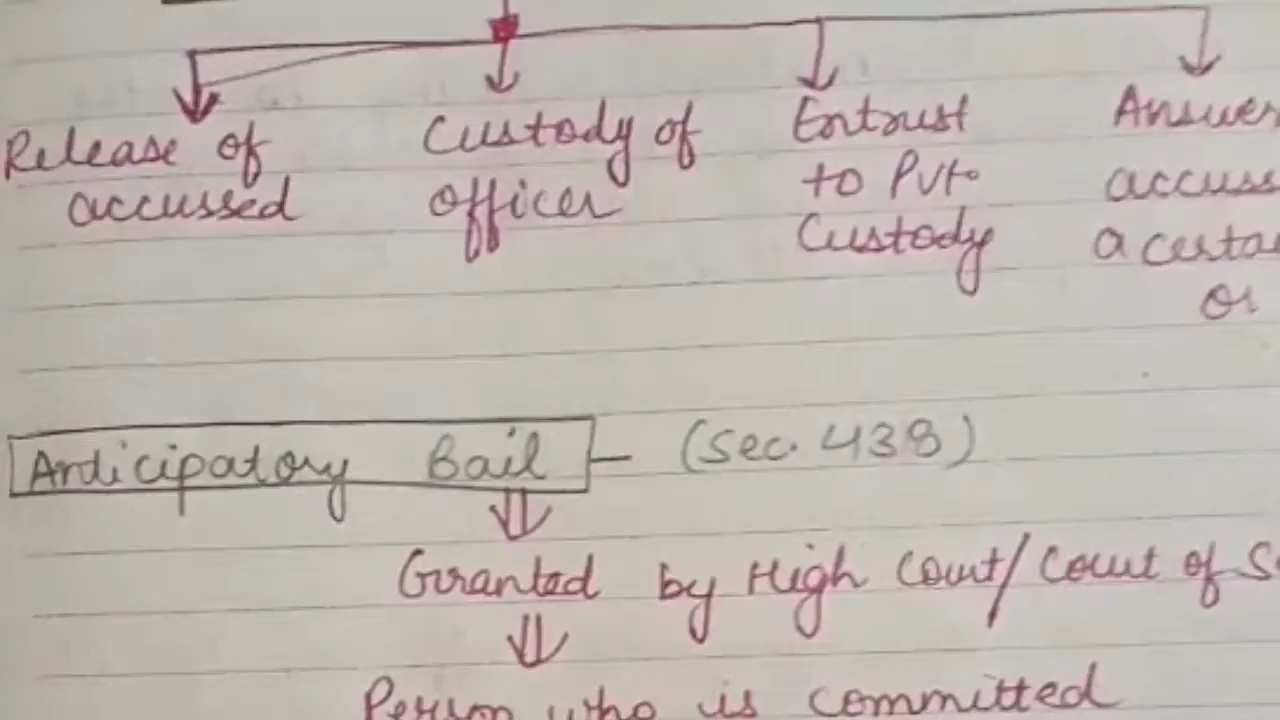 Release of
accussed
Custody of
officer
Entrust
to Pvt.
Custody
Answer
accuss
a certa
or
Anticipatory Bail - (Sec. 438)
Granted by High Court/Court of S
Person who is committed